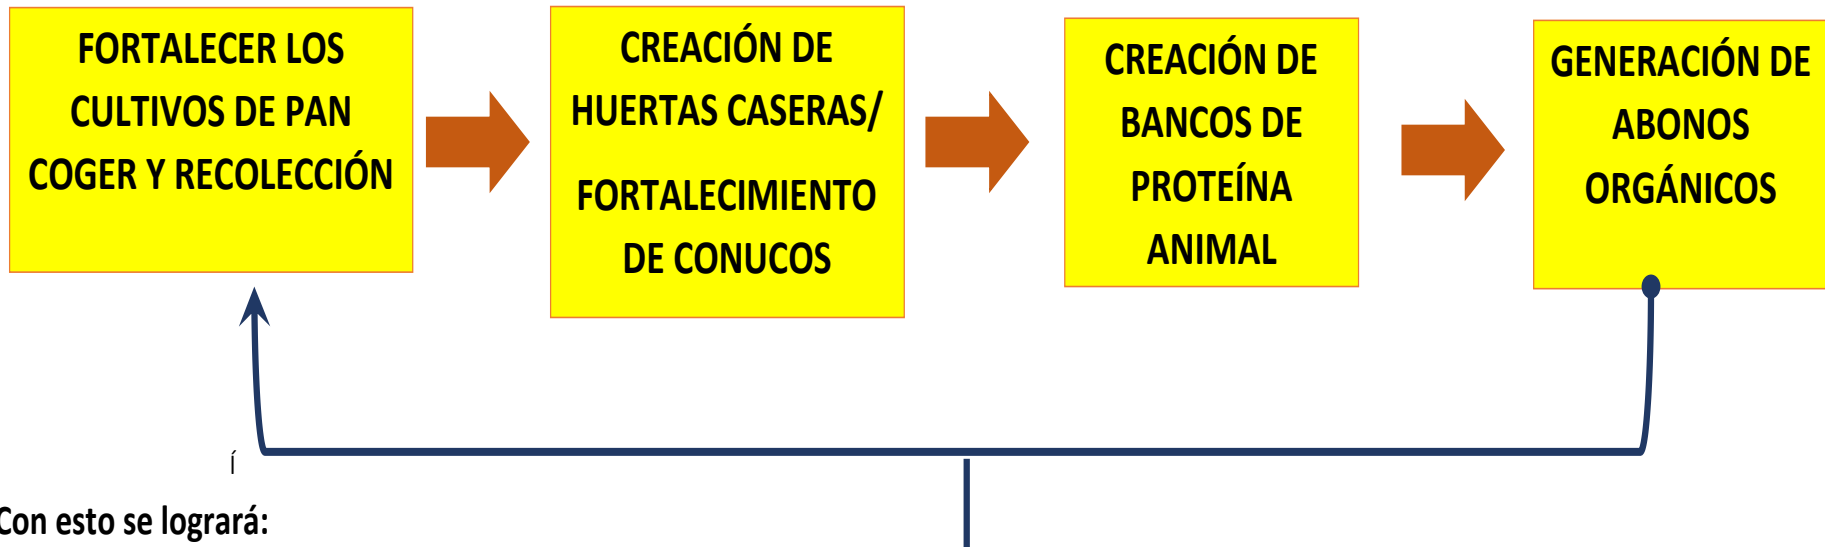 FORTALECER LOS
CULTIVOS DE PAN
COGER Y RECOLECCIÓN
CREACIÓN DE
HUERTAS CASERAS/
FORTALECIMIENTO
DE CONUCOS
CREACIÓN DE
BANCOS DE
PROTEÍNA
ANIMAL
GENERACIÓN DE
ABONOS
ORGÁNICOS
Í
Con esto se logrará: